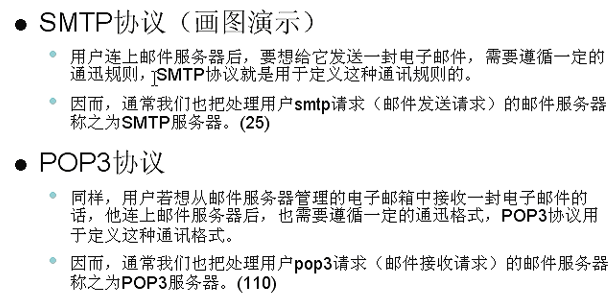 SMTP协议（画图演示）
用户连上邮件服务器后，要想给它发送一封电子邮件，需要遵循一定的
通迅规则，SMTP协议就是用于定义这种通讯规则的。
因而，通常我们也把处理用户smtp请求（邮件发送请求）的邮件服务器
称之为SMTP服务器。(25)
POP3协议
同样，用户若想从邮件服务器管理的电子邮箱中接收一封电子邮件的
话，他连上邮件服务器后，也需要遵循一定的通迅格式，POP3协议用
于定义这种通讯格式。
因而，通常我们也把处理用户pop3请求（邮件接收请求）的邮件服务器
称之为POP3服务器。(110)